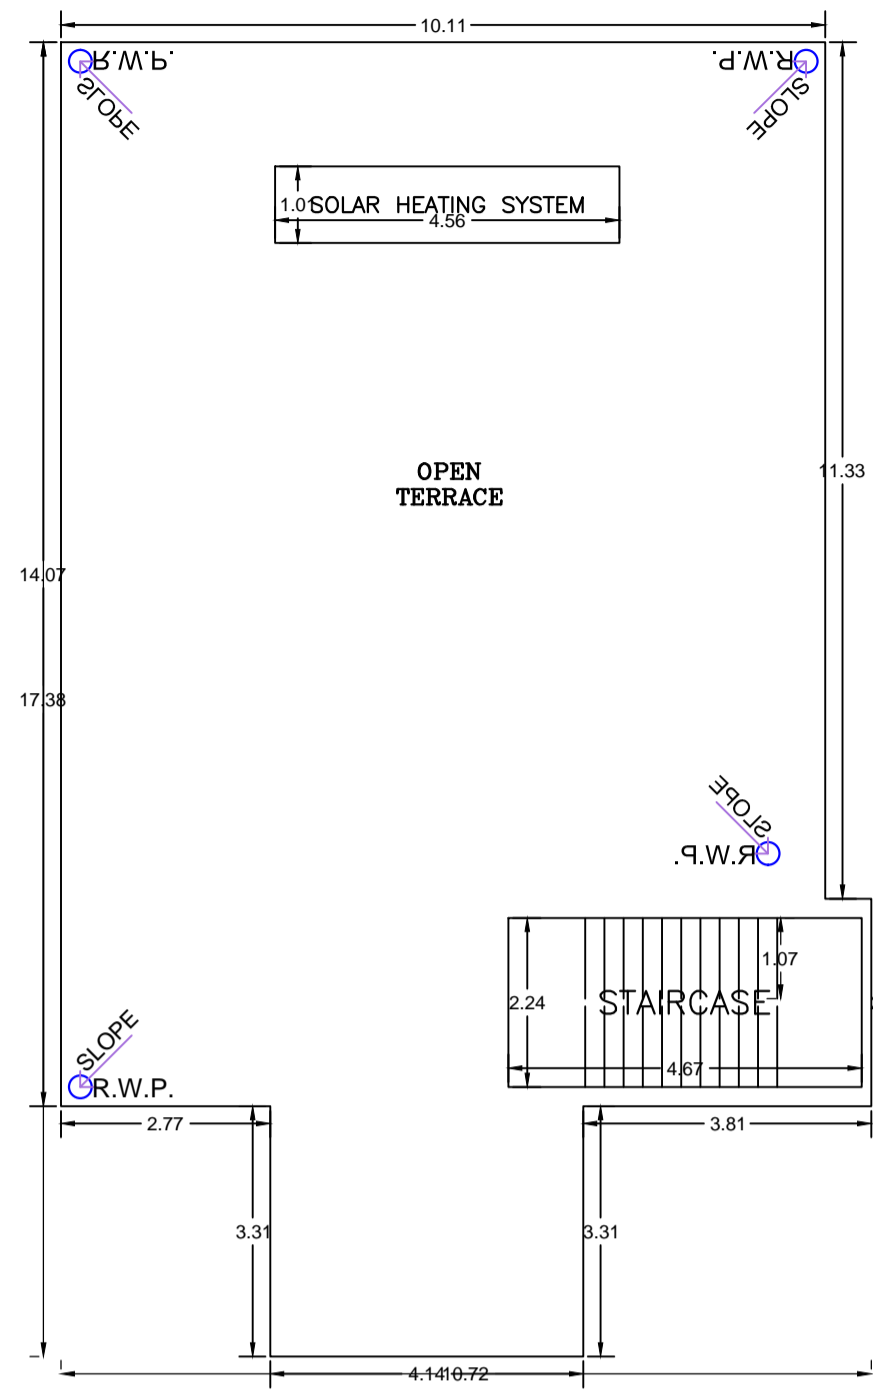 10.11
R.W.P.
R.W.P.
SLOPE
SLOPE
1.01
SOLAR HEATING SYSTEM
4.56
OPEN
TERRACE
11.33
14.07
17.38
SLOPE
R.W.P.
1.07
2.24
STAIRCASE
SLOPE
4.67
R.W.P.
2.77
3.81
3.31
3.31
4.14
10.72